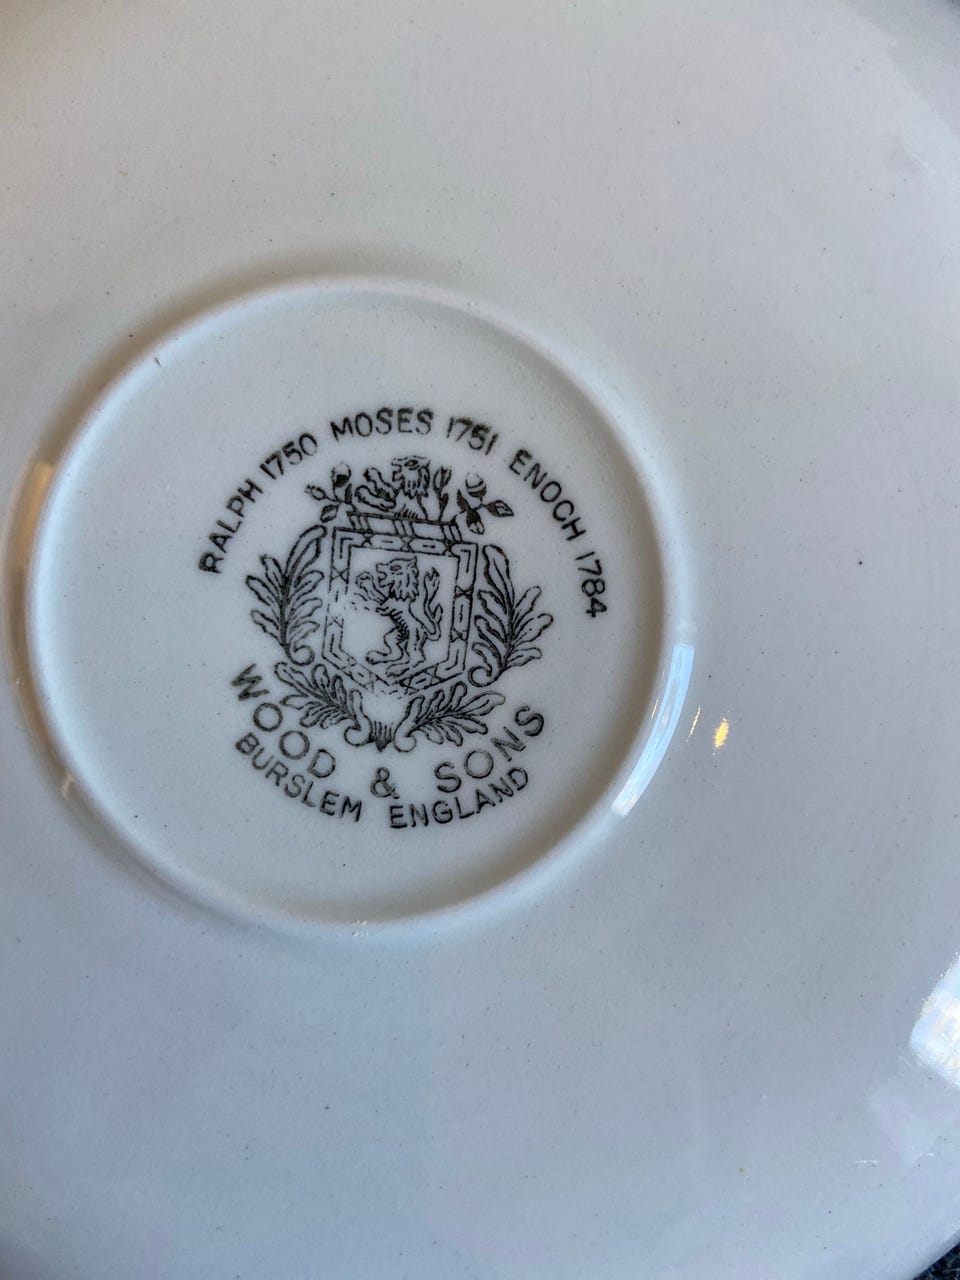 RALPH 1750 MOSES 1751 ENOCH 1784
WOOD & SONS
BURSLEM ENGLAND